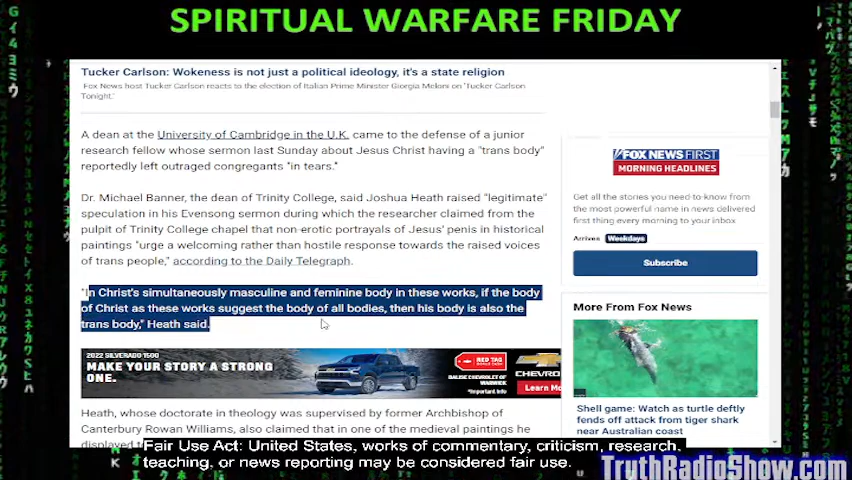 SPIRITUAL WARFARE FRIDAY
Tucker Carlson: Wokeness is not just a political ideology, it's a state religion
Fox News host Tucker Carlson reacts to the election of Italian Prime Minister Giorgia Meloni on 'Tucker Carlson
Tonight.'
A dean at the University of Cambridge in the U.K. came to the defense of a junior
research fellow whose sermon last Sunday about Jesus Christ having a "trans body"
reportedly left outraged congregants "in tears."
Dr. Michael Banner, the dean of Trinity College, said Joshua Heath raised "legitimate"
speculation in his Evensong sermon during which the researcher claimed from the
pulpit of Trinity College chapel that non-erotic portrayals of Jesus' penis in historical
paintings "urge a welcoming rather than hostile response towards the raised voices
of trans people," according to the Daily Telegraph.
"In Christ's simultaneously masculine and feminine body in these works, if the body
of Christ as these works suggest the body of all bodies, then his body is also the
trans body," Heath said.
2022 SILVERADO 1500
MAKE YOUR STORY A STRONG
ONE.
RED TAG
BALISE CHEVROLET OF
WARWICK
*Important Info
CHEVROL
Learn Mor
Heath, whose doctorate in theology was supervised by former Archbishop of
Canterbury Rowan Williams, also claimed that in one of the medieval paintings he
displayed
FOX NEWS FIRST
MORNING HEADLINES
Get all the stories you need-to-know from
the most powerful name in news delivered
first thing every morning to your inbox
Arrives Weekdays
Subscribe
More From Fox News
Shell game: Watch as turtle deftly
fends off attack from tiger shark
near Australian coast
Fair Use Act: United States, works of commentary, criticism, research,
teaching, or news reporting may be considered fair use.
TruthRadioShow.com